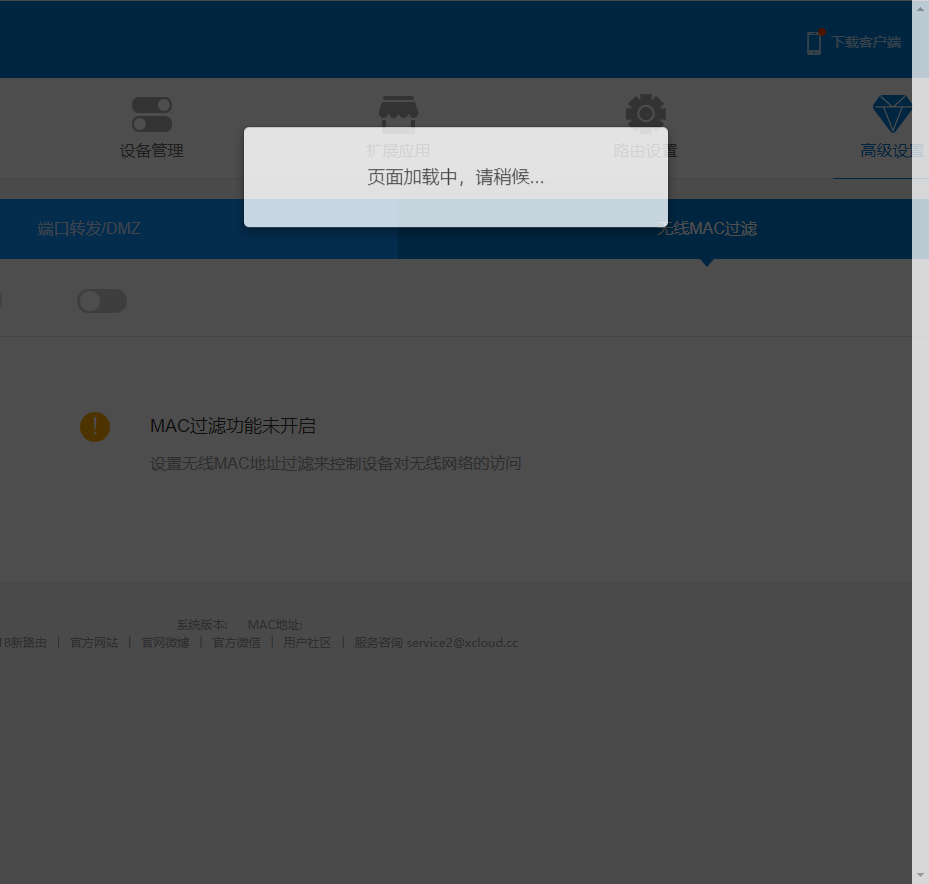 下载客户端
设备管理
扩展应用
路由设置
高级设置
页面加载中，请稍候...
端口转发/DMZ
无线MAC过滤
MAC过滤功能未开启
设置无线MAC地址过滤来控制设备对无线网络的访问
系统版本: MAC地址:
8新路由 | 官方网站 | 官网微博 | 官方微信 | 用户社区 | 服务咨询 service2@xcloud.cc